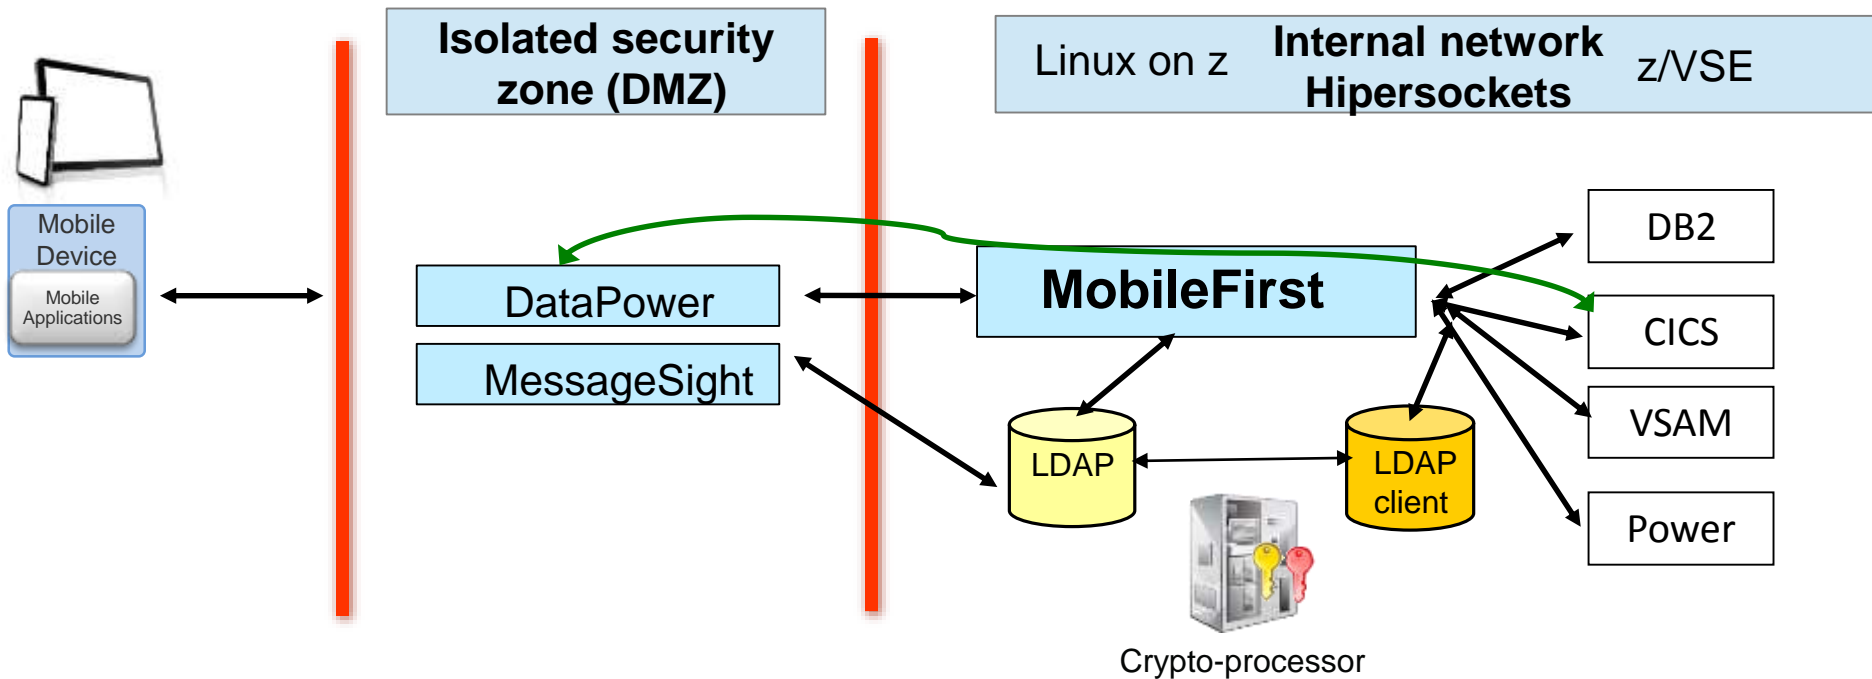 Isolated security
zone (DMZ)
Linux on z
Internal network
Hipersockets
z/VSE
Mobile
Device
Mobile
Applications
DataPower
MessageSight
MobileFirst
LDAP
LDAP
client
Crypto-processor
DB2
CICS
VSAM
Power